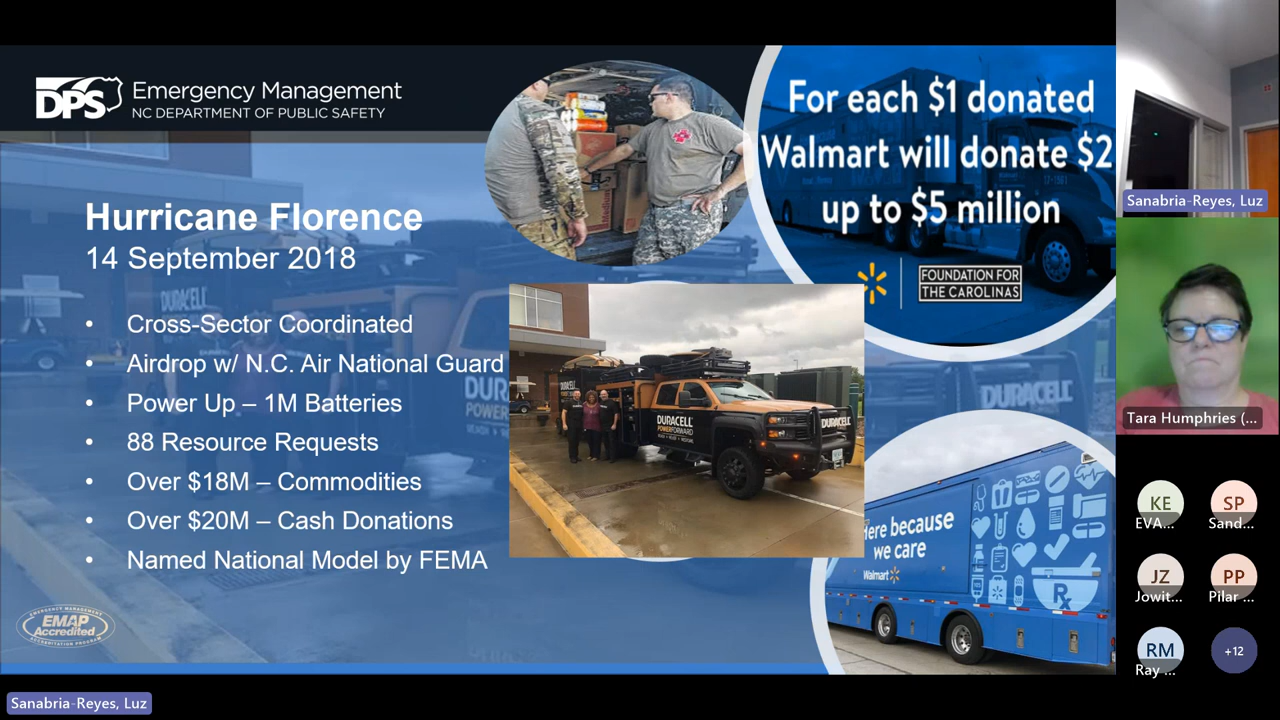 DPS
Emergency Management
NC DEPARTMENT OF PUBLIC SAFETY
Hurricane Florence
14 September 2018
• Cross-Sector Coordinated
• Airdrop w/ N.C. Air National Guard
• Power Up – 1M Batteries
• 88 Resource Requests
• Over $18M – Commodities
• Over $20M – Cash Donations
• Named National Model by FEMA
EMAP
Accredited
For each $1 donated
Walmart will donate $2
up to $5 million
FOUNDATION FOR
THE CAROLINAS
DURACELL
DURACELL
POWERFORWARD
DURACELL
DURACELL
Here because
we care
Walmart
Rx
Sanabria-Reyes, Luz
Tara Humphries (...
KE
EVA...
SP
Sand...
JZ
Jowit...
PP
Pilar ...
RM
Ray ...
+12
Sanabria-Reyes, Luz